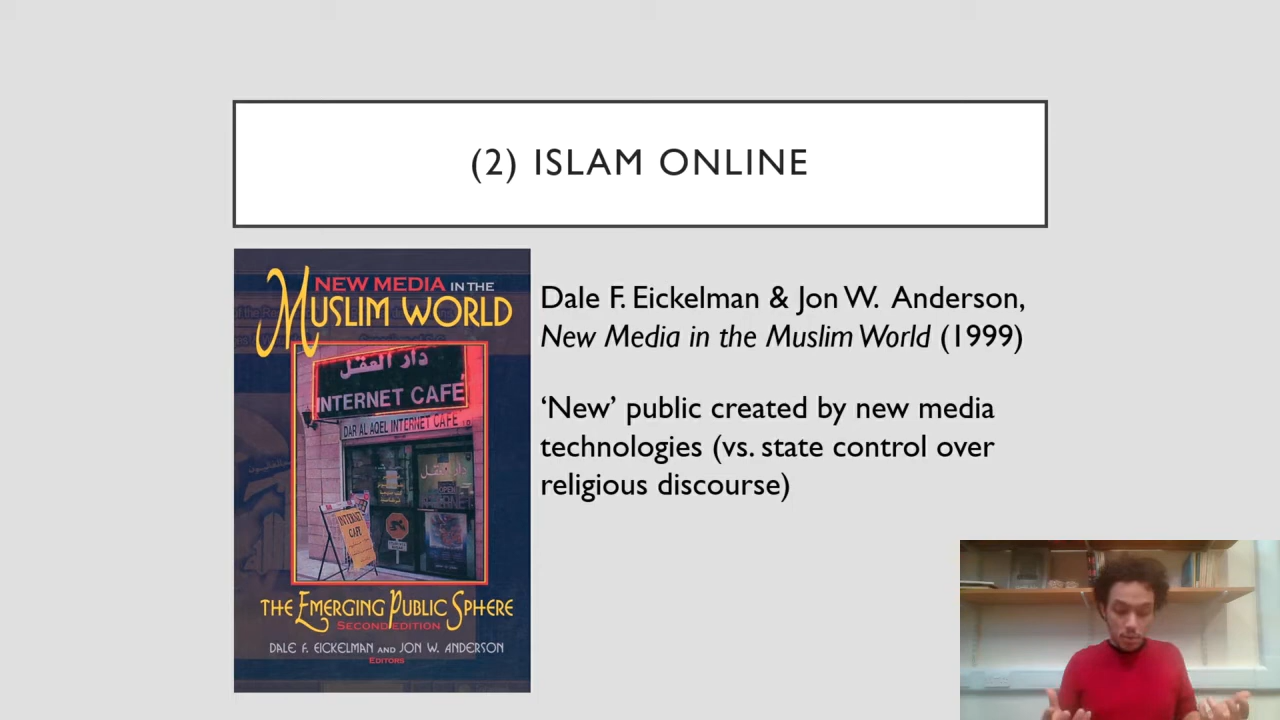 (2) ISLAM ONLINE
NEW MEDIA IN THE
MUSLIM WORLD
دار العقل
INTERNET CAFÉ
DAR AL AQEL INTERNET CAFE
INTERNET
CAFE
THE EMERGING PUBLIC SPHERE
SECOND EDITION
DALE F. EICKELMAN AND JON W. ANDERSON
EDITORS
Dale F. Eickelman & Jon W. Anderson,
New Media in the Muslim World (1999)
‘New’ public created by new media
technologies (vs. state control over
religious discourse)